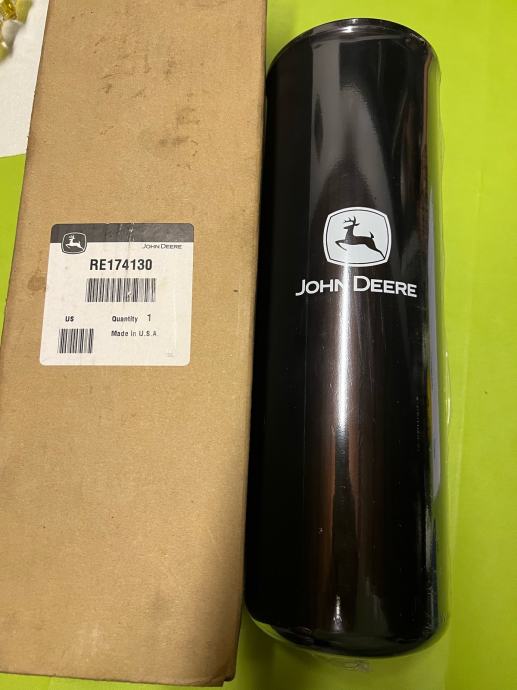 JOHN DEERE
RE174130
US Quantity 1
Made in U.S.A.
JOHN DEERE